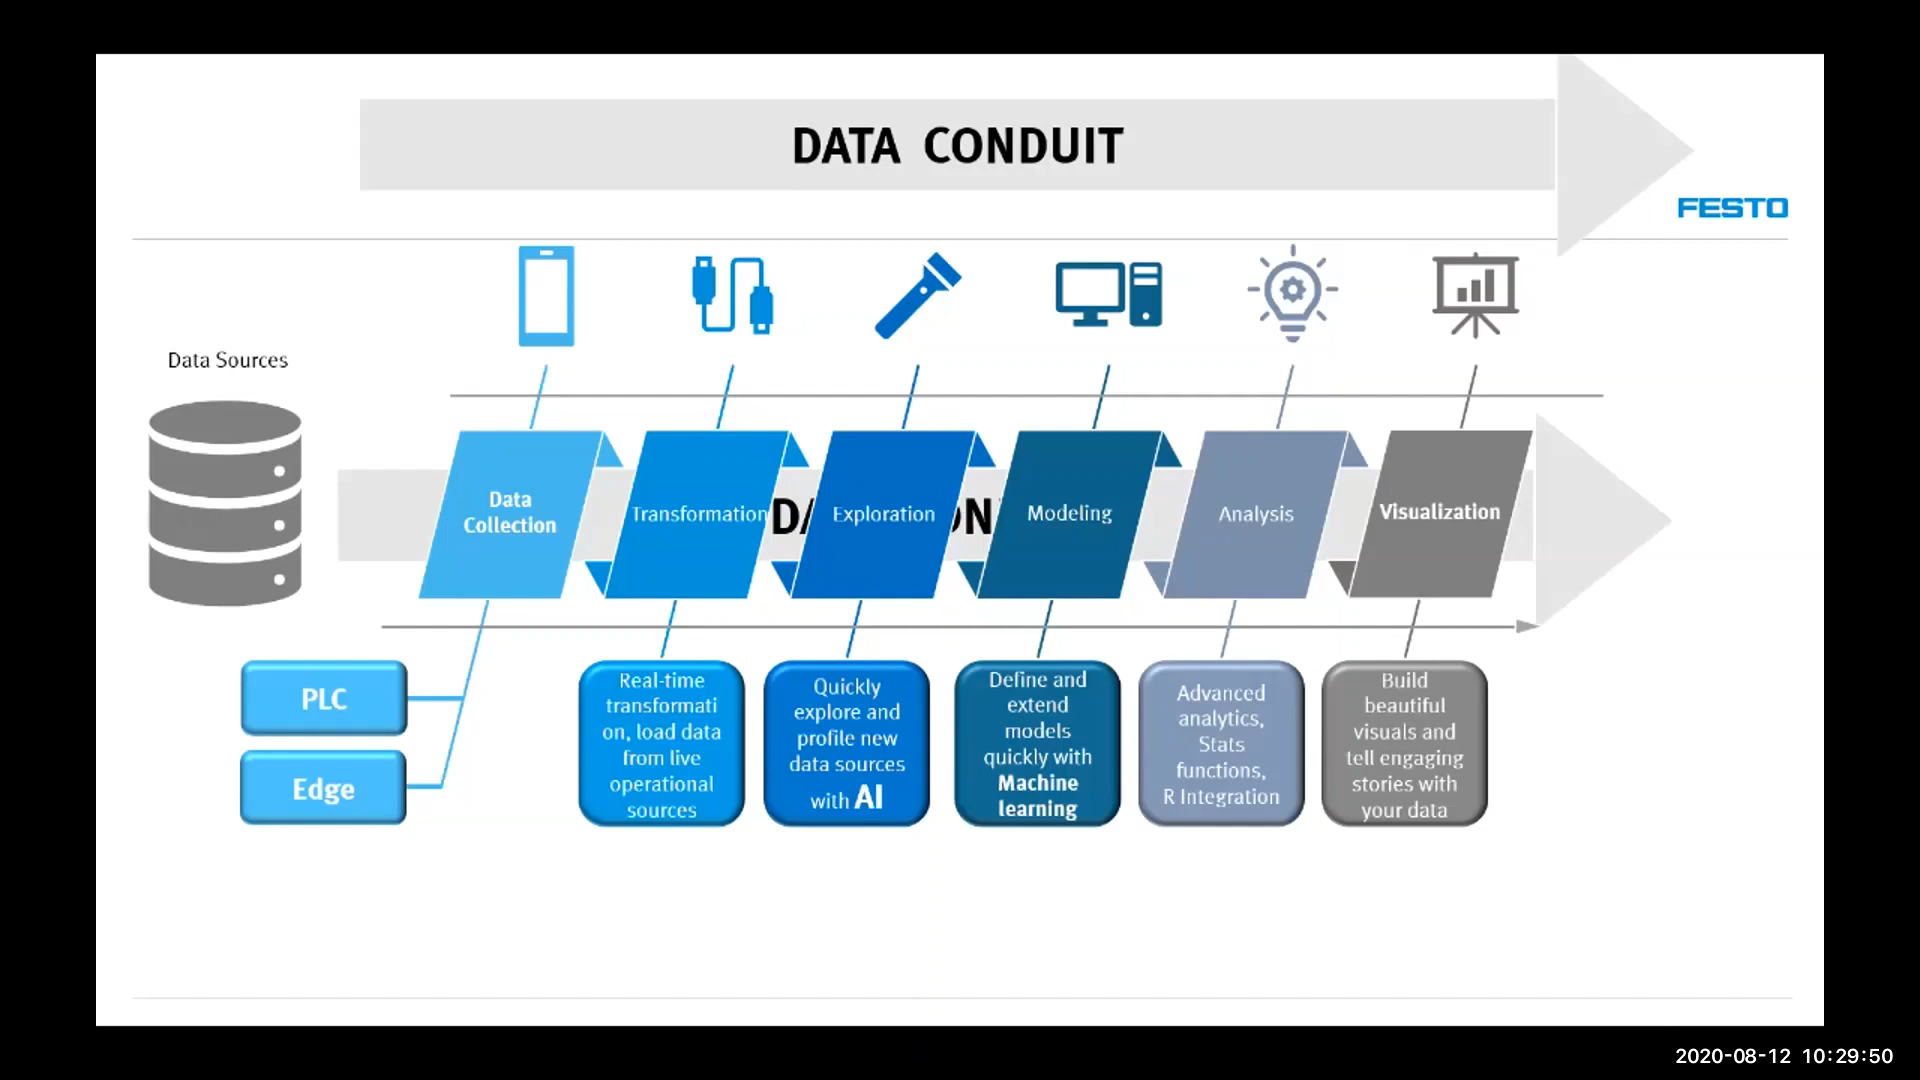 DATA CONDUIT
FESTO
Data Sources
Data
Collection
Transformation
Exploration
Modeling
Analysis
Visualization
PLC
Edge
Real-time
transformati
on, load data
from live
operational
sources
Quickly
explore and
profile new
data sources
with AI
Define and
extend
models
quickly with
Machine
learning
Advanced
analytics,
Stats
functions,
R Integration
Build
beautiful
visuals and
tell engaging
stories with
your data
2020-08-12 10:29:50